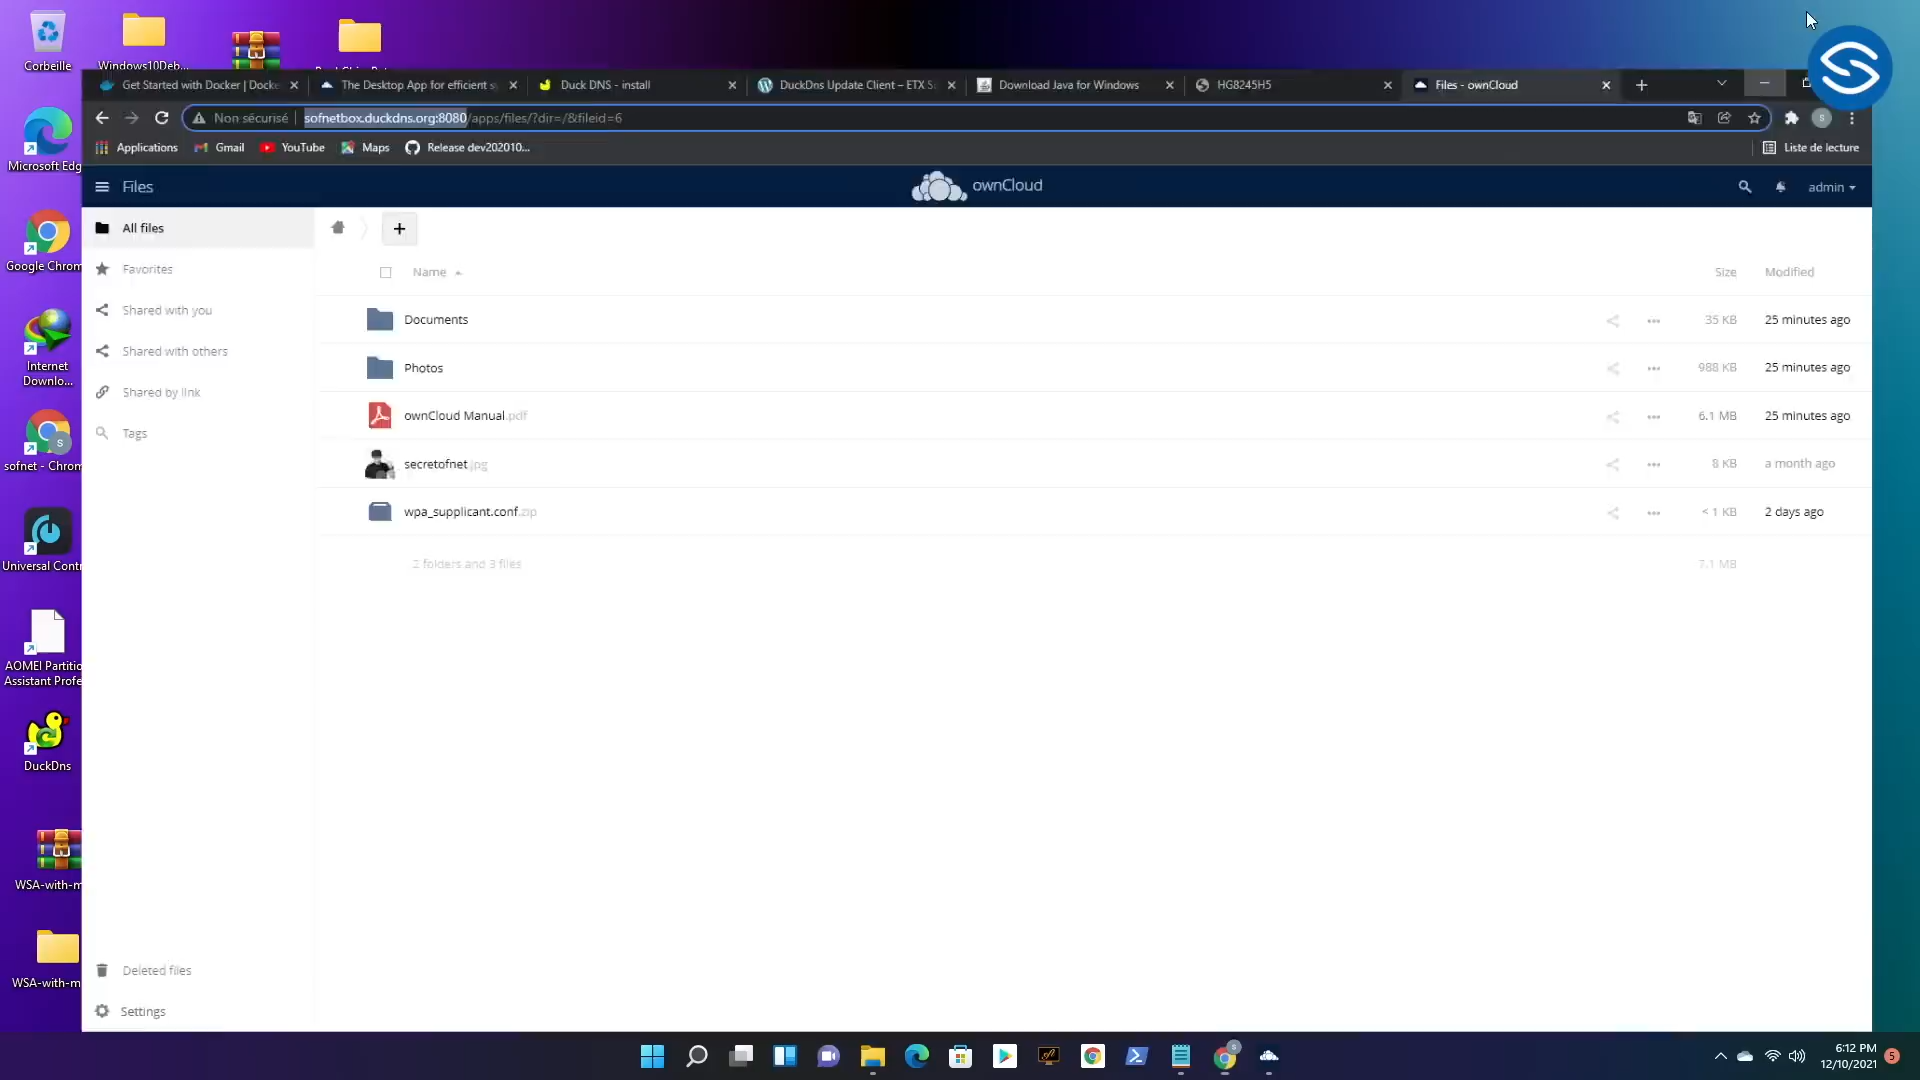 Corbeille
Windows10Deb...
Get Started with Docker | Docke
The Desktop App for efficient s
Duck DNS - install
DuckDns Update Client – ETX S
Download Java for Windows
HG8245H5
Files - ownCloud
Non sécurisé
sofnetbox.duckdns.org:8080/apps/files/?dir=/&fileid=6
S
Applications
Gmail
YouTube
Maps
Release dev202010...
Liste de lecture
Files
ownCloud
admin
All files
Favorites
Shared with you
Shared with others
Shared by link
Tags
Name
Size
Modified
Documents
35 KB
25 minutes ago
Photos
988 KB
25 minutes ago
ownCloud Manual.pdf
6.1 MB
25 minutes ago
secretofnet.jpg
8 KB
a month ago
wpa_supplicant.conf.zip
< 1 KB
2 days ago
2 folders and 3 files
7.1 MB
Deleted files
Settings
Microsoft Edg
Google Chrom
Internet
Downlo...
sofnet - Chrom
Universal Contr
AOMEI Partitio
Assistant Profe
DuckDns
WSA-with-m
WSA-with-m
6:12 PM
12/10/2021
5